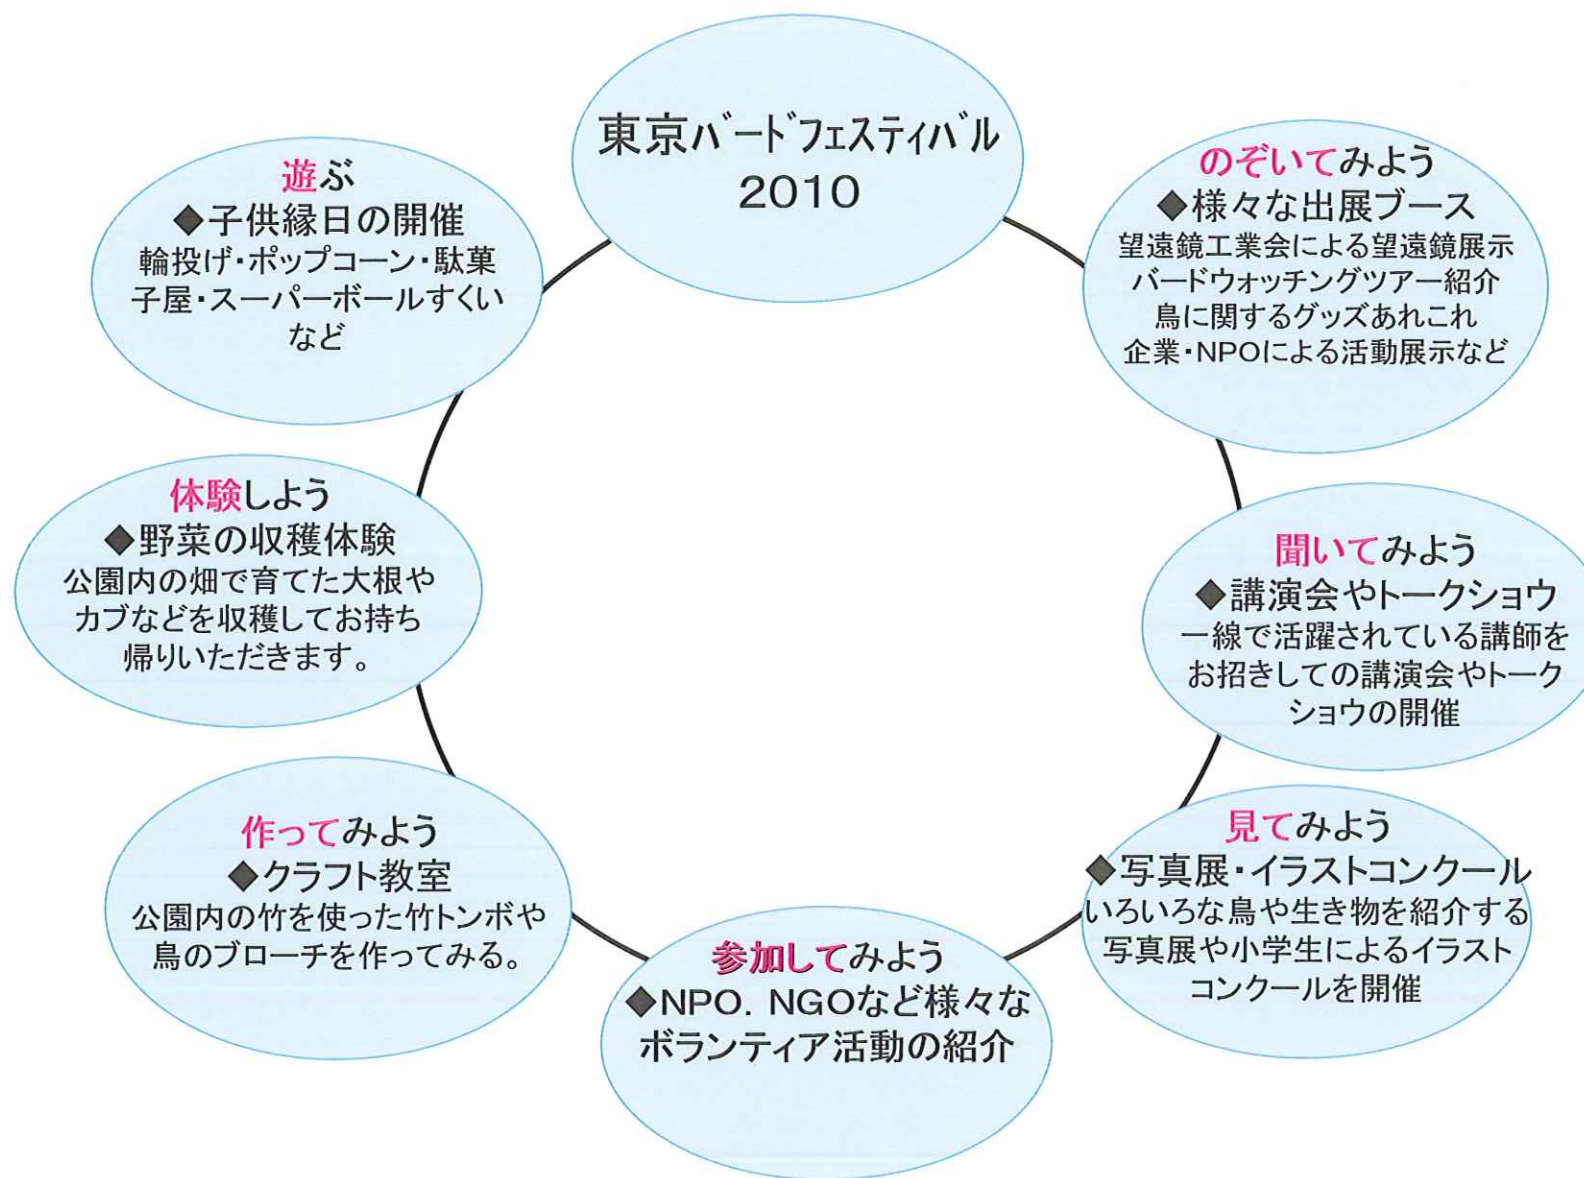 東京バードフェスティバル
2010
のぞいてみよう
◆様々な出展ブース
望遠鏡工業会による望遠鏡展示
バードウォッチングツアー紹介
鳥に関するグッズあれこれ
企業・NPOによる活動展示など
聞いてみよう
◆講演会やトークショウ
一線で活躍されている講師を
お招きしての講演会やトーク
ショウの開催
見てみよう
◆写真展・イラストコンクール
いろいろな鳥や生き物を紹介する
写真展や小学生によるイラスト
コンクールを開催
参加してみよう
◆NPO．NGOなど様々な
ボランティア活動の紹介
作ってみよう
◆クラフト教室
公園内の竹を使った竹トンボや
鳥のブローチを作ってみる。
体験しよう
◆野菜の収穫体験
公園内の畑で育てた大根や
カブなどを収穫してお持ち
帰りいただきます。
遊ぶ
◆子供縁日の開催
輪投げ・ポップコーン・駄菓
子屋・スーパーボールすくい
など